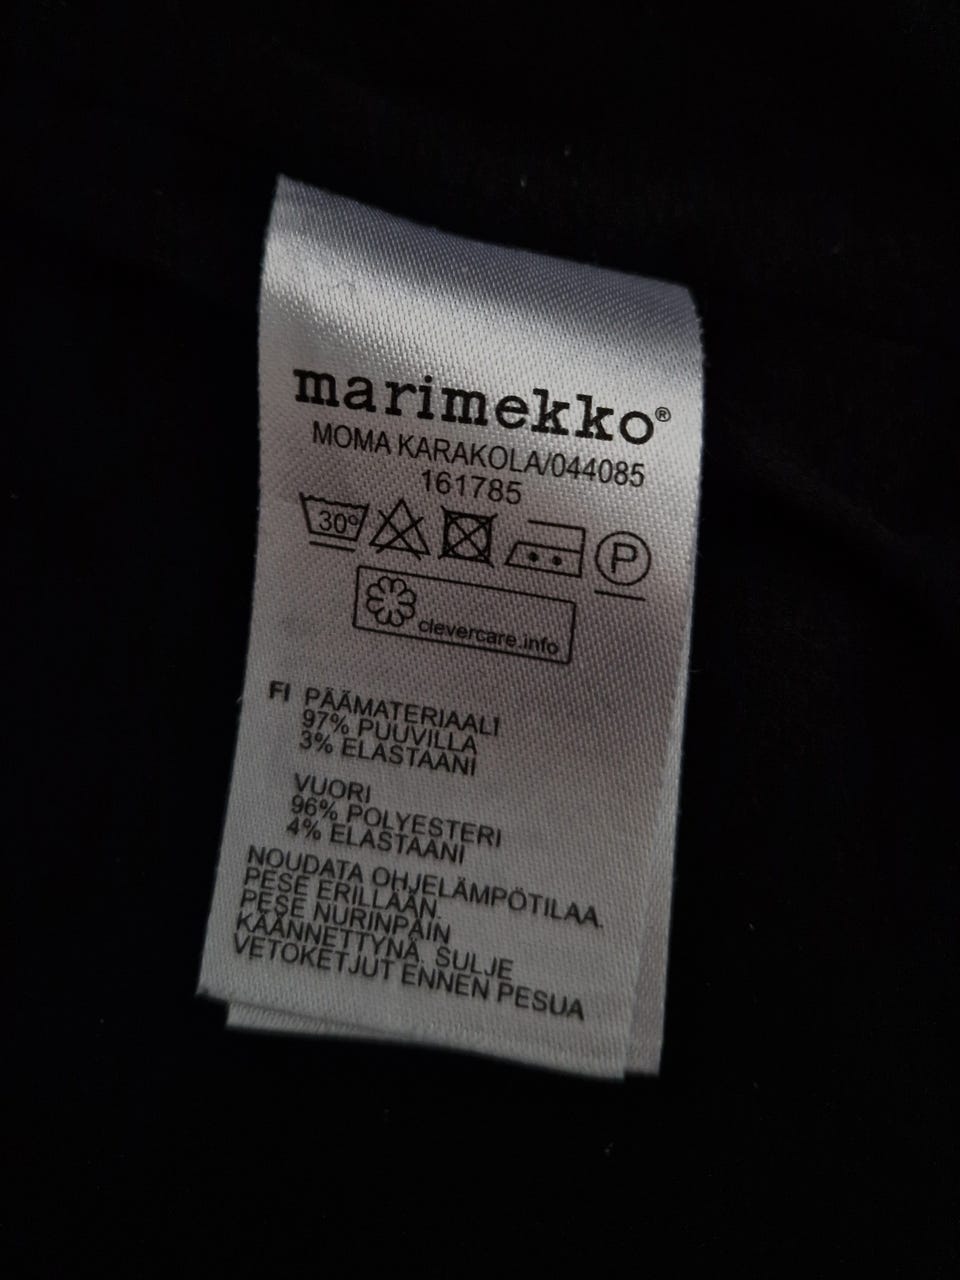 marimekko®
MOMA KARAKOLA/044085
161785
30°
P
clevercare.info
FI PÄÄMATERIAALI
97% PUUVILLA
3% ELASTAANI
VUORI
96% POLYESTERI
4% ELASTAANI
NOUDATA OHJELÄMPÖTILAA.
PESE ERILLÄÄN.
PESE NURINPÄIN
KÄÄNNETTYNÄ. SULJE
VETOKETJUT ENNEN PESUA